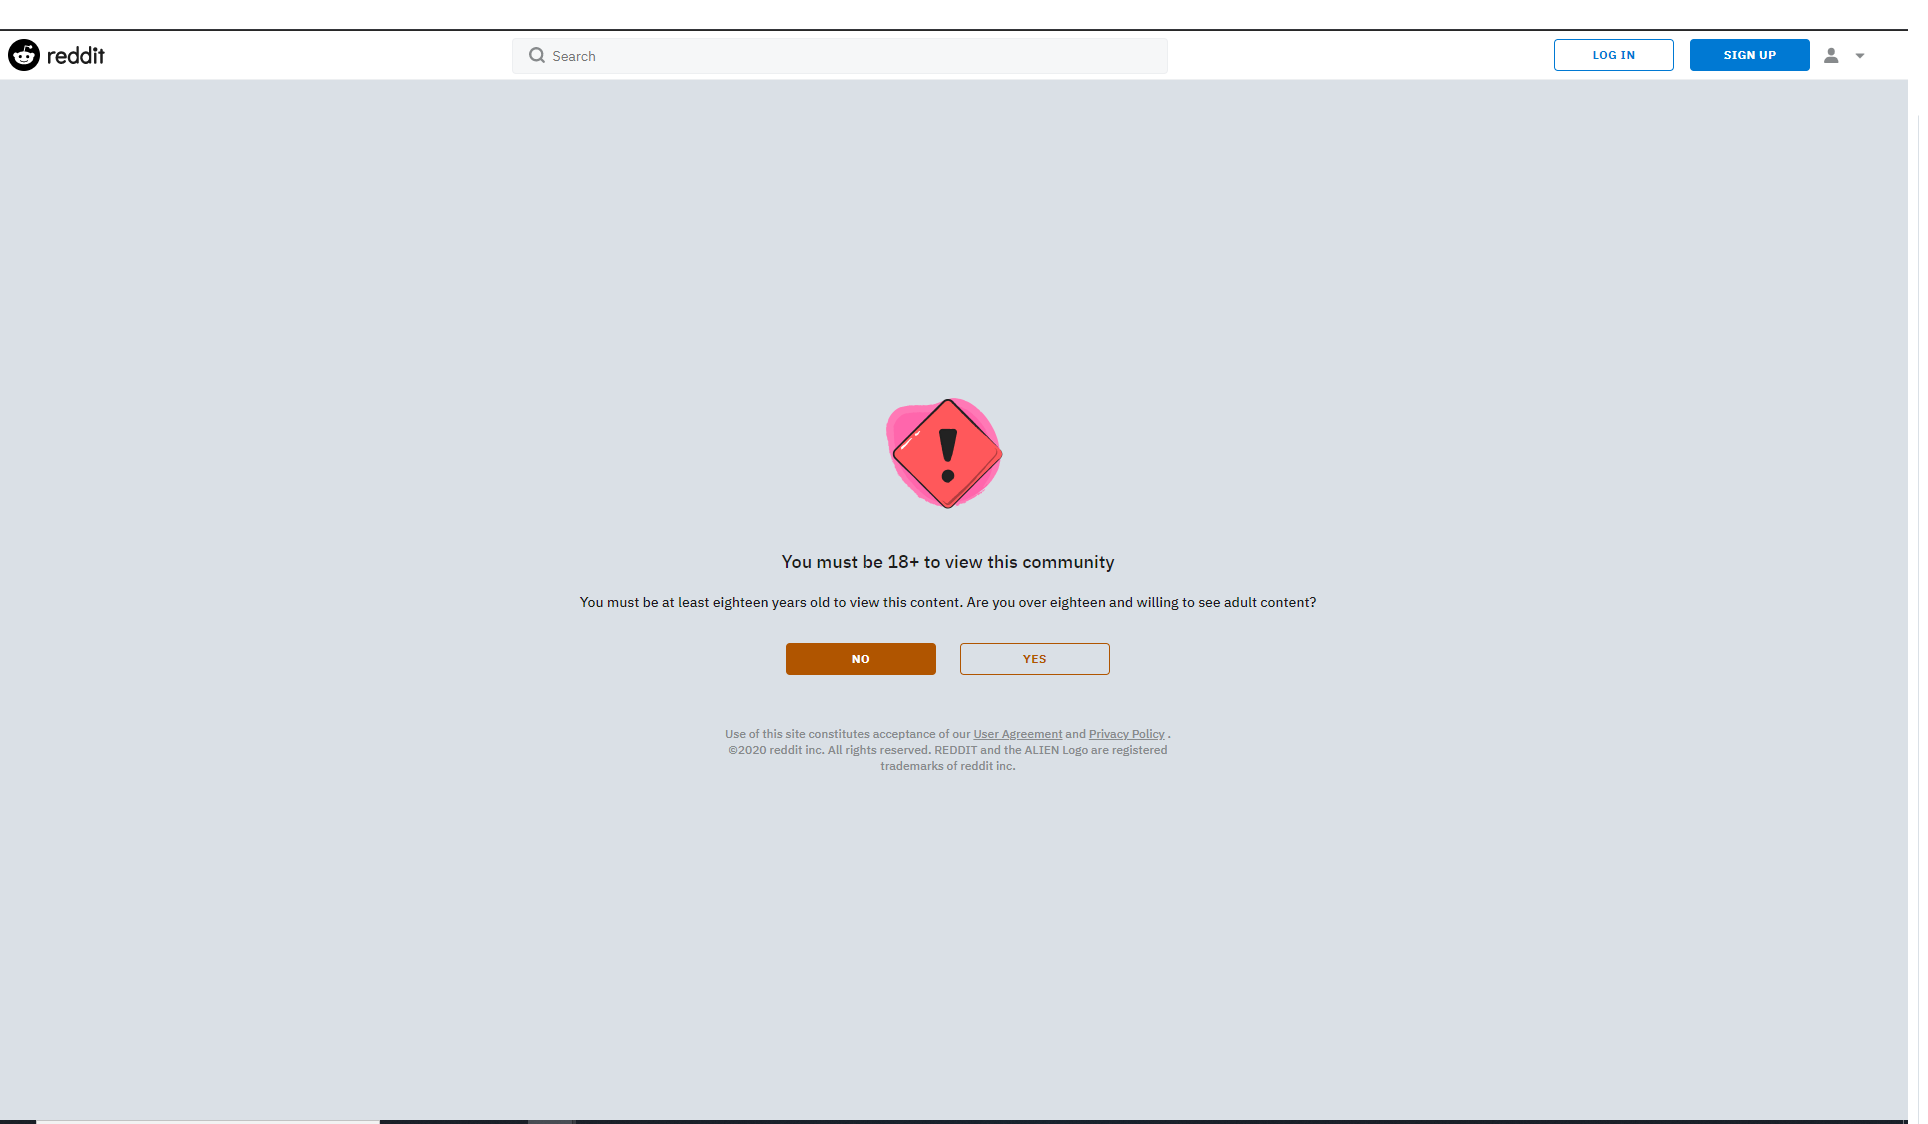 reddit
Search
LOG IN
SIGN UP
You must be 18+ to view this community
You must be at least eighteen years old to view this content. Are you over eighteen and willing to see adult content?
NO
YES
Use of this site constitutes acceptance of our User Agreement and Privacy Policy .
©2020 reddit inc. All rights reserved. REDDIT and the ALIEN Logo are registered
trademarks of reddit inc.